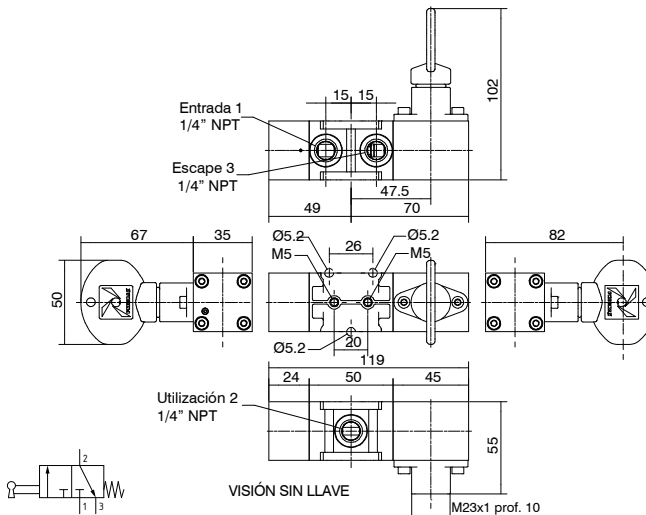 15 15
102
Entrada 1
1/4” NPT
Escape 3
1/4” NPT
47.5
49 70
67 35
Ø5.2 26 Ø5.2
M5 M5
82
50
Ø5.2 20
119
24 50 45
Utilización 2
1/4” NPT
55
2
1 3
VISIÓN SIN LLAVE
M23x1 prof. 10